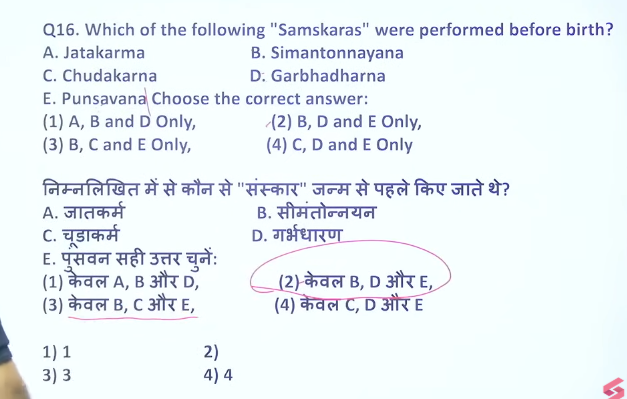 Q16. Which of the following "Samskaras" were performed before birth?
A. Jatakarma B. Simantonnayana
C. Chudakarna D. Garbhadharna
E. Punsavana Choose the correct answer:
(1) A, B and D Only, (2) B, D and E Only,
(3) B, C and E Only, (4) C, D and E Only
निम्नलिखित में से कौन से "संस्कार" जन्म से पहले किए जाते थे?
A. जातकर्म B. सीमंतोन्नयन
C. चूड़ाकर्म D. गर्भधारण
E. पुंसवन सही उत्तर चुनें:
(1) केवल A, B और D, (2) केवल B, D और E,
(3) केवल B, C और E, (4) केवल C, D और E
1) 1 2)
3) 3 4) 4